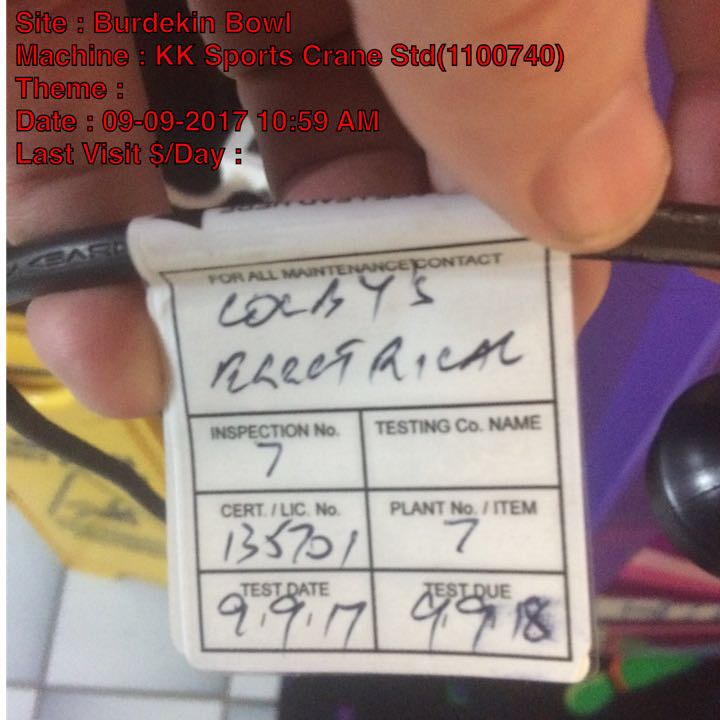 Site : Burdekin Bowl
Machine : KK Sports Crane Std(1100740)
Theme :
Date : 09-09-2017 10:59 AM
Last Visit $/Day :
FOR ALL MAINTENANCE CONTACT
ELECTRICAL
INSPECTION No.
TESTING Co. NAME
7
CERT. / LIC. No.
PLANT No. / ITEM
135701
7
TEST DATE
TEST DUE
9.9.17
9.9.18